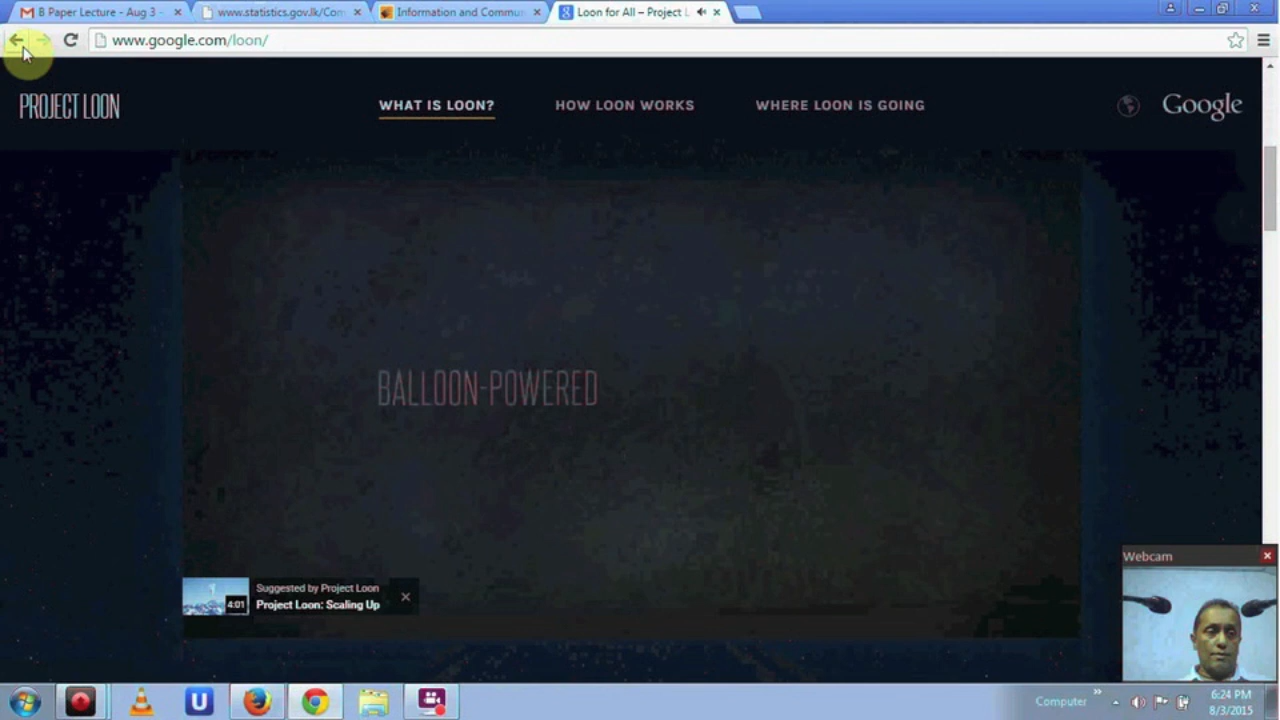 B Paper Lecture - Aug 3 -
www.statistics.gov.lk/Com
Information and Commun
Loon for All – Project L
www.google.com/loon/
PROJECT LOON
WHAT IS LOON?
HOW LOON WORKS
WHERE LOON IS GOING
Google
BALLOON-POWERED
4:01
Suggested by Project Loon
Project Loon: Scaling Up
Webcam
Computer
6:24 PM
8/3/2015